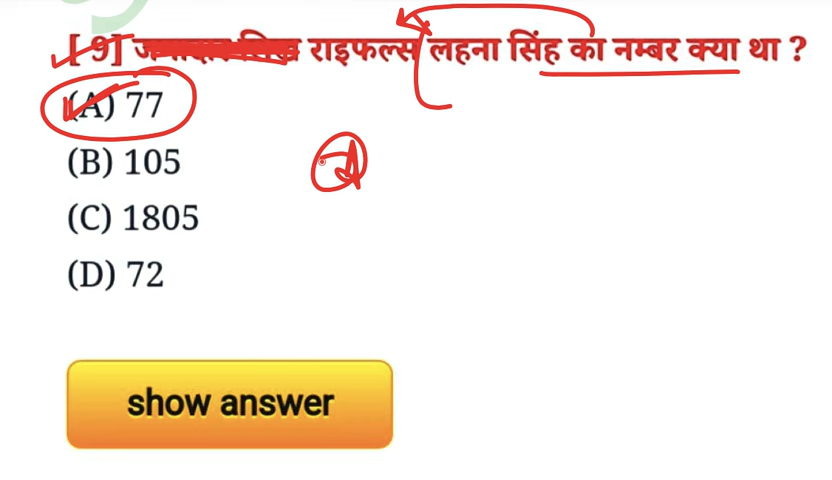 [ 9] राइफल्स लहना सिंह का नम्बर क्या था ?
(A) 77
(B) 105
(C) 1805
(D) 72
A
show answer